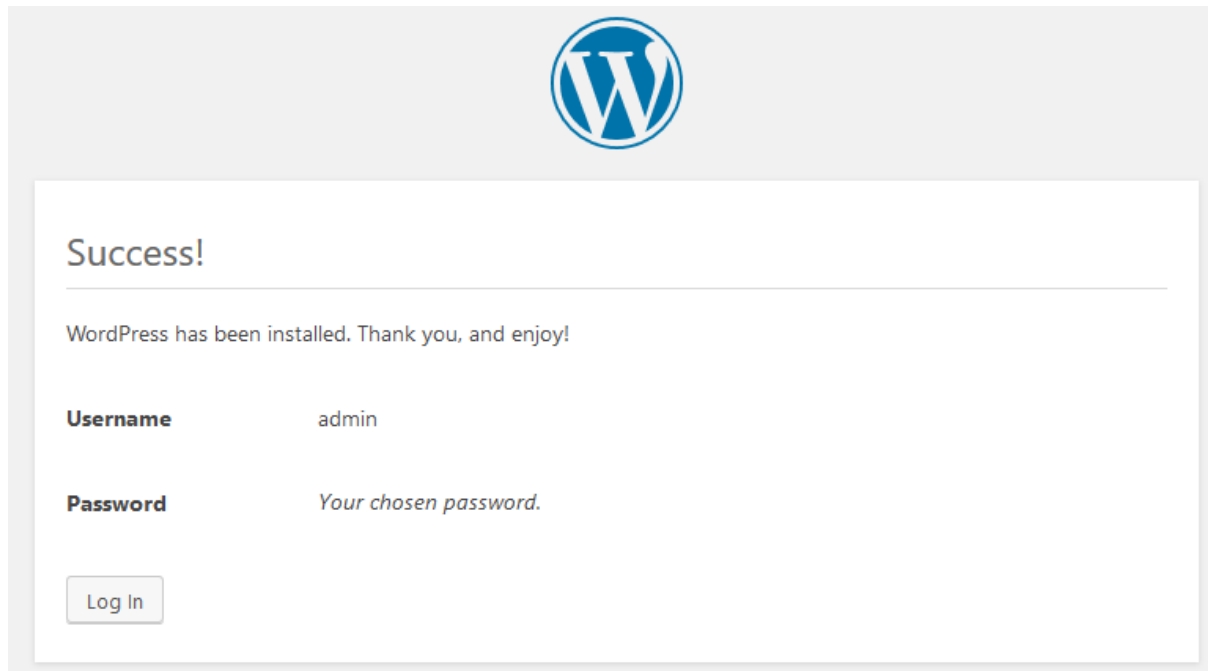 Success!
WordPress has been installed. Thank you, and enjoy!
Username admin
Password Your chosen password.
Log In